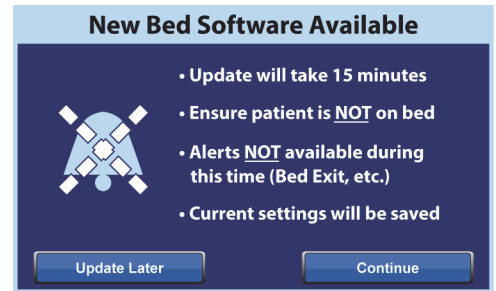 New Bed Software Available
• Update will take 15 minutes
• Ensure patient is NOT on bed
• Alerts NOT available during
this time (Bed Exit, etc.)
• Current settings will be saved
Update Later
Continue